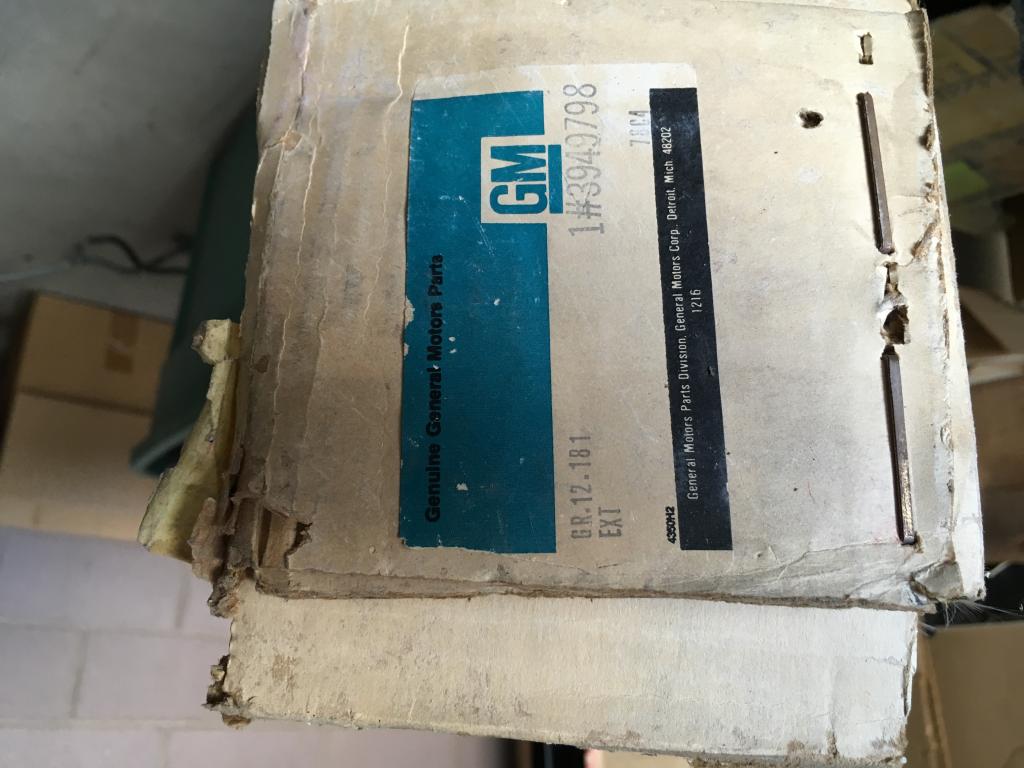 Genuine General Motors Parts
GM
GR.12-181 1#3949798
EXT 78C4
4350H2
General Motors Parts Division, General Motors Corp., Detroit, Mich. 48202
1216